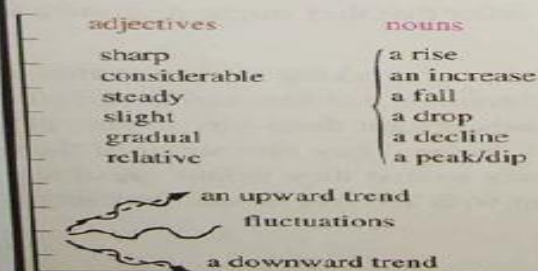 adjectives nouns
sharp a rise
considerable an increase
steady a fall
slight a drop
gradual a decline
relative a peak/dip
an upward trend
fluctuations
a downward trend